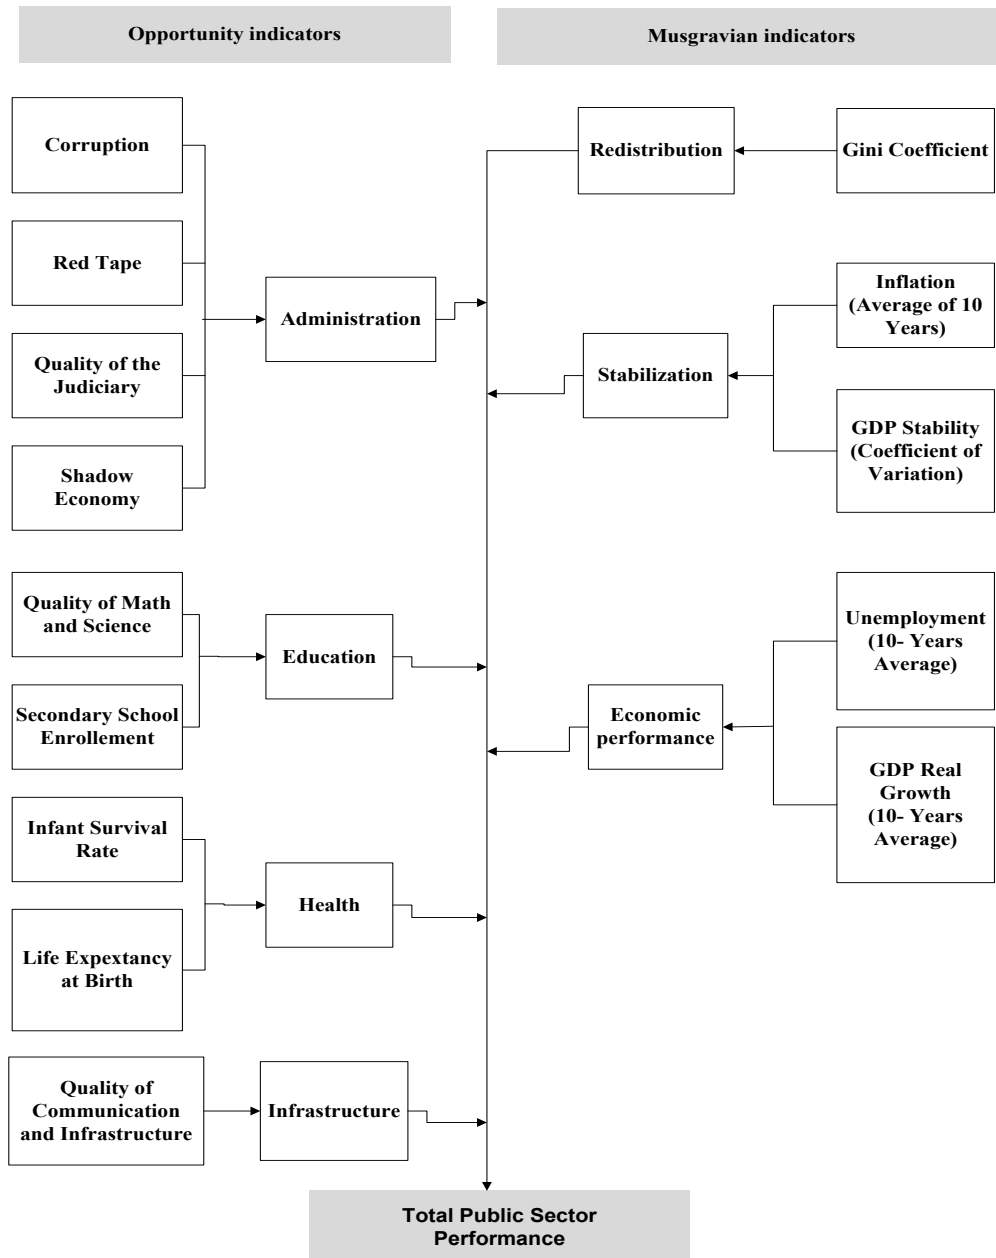 Opportunity indicators
Musgravian indicators
Corruption
Red Tape
Quality of the
Judiciary
Shadow
Economy
Administration
Quality of Math
and Science
Secondary School
Enrollement
Education
Infant Survival
Rate
Life Expextancy
at Birth
Health
Quality of
Communication
and Infrastructure
Infrastructure
Redistribution
Gini Coefficient
Stabilization
Inflation
(Average of 10
Years)
GDP Stability
(Coefficient of
Variation)
Economic
performance
Unemployment
(10- Years
Average)
GDP Real
Growth
(10- Years
Average)
Total Public Sector
Performance